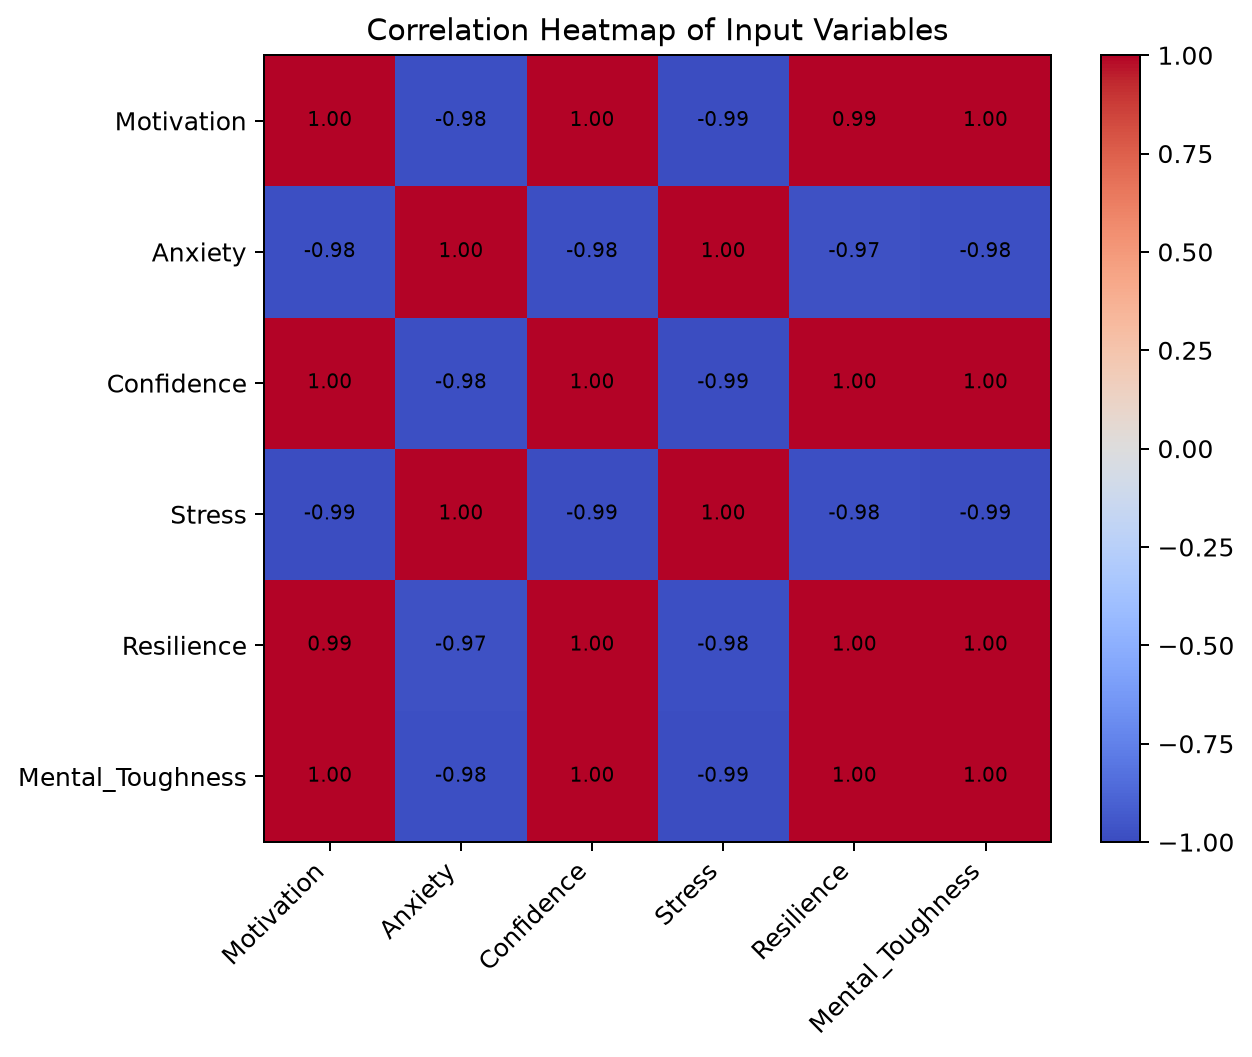 Correlation Heatmap of Input Variables
Motivation 1.00 -0.98 1.00 -0.99 0.99 1.00
Anxiety -0.98 1.00 -0.98 1.00 -0.97 -0.98
Confidence 1.00 -0.98 1.00 -0.99 1.00 1.00
Stress -0.99 1.00 -0.99 1.00 -0.98 -0.99
Resilience 0.99 -0.97 1.00 -0.98 1.00 1.00
Mental_Toughness 1.00 -0.98 1.00 -0.99 1.00 1.00
Motivation
Anxiety
Confidence
Stress
Resilience
Mental_Toughness
1.00
0.75
0.50
0.25
0.00
−0.25
−0.50
−0.75
−1.00